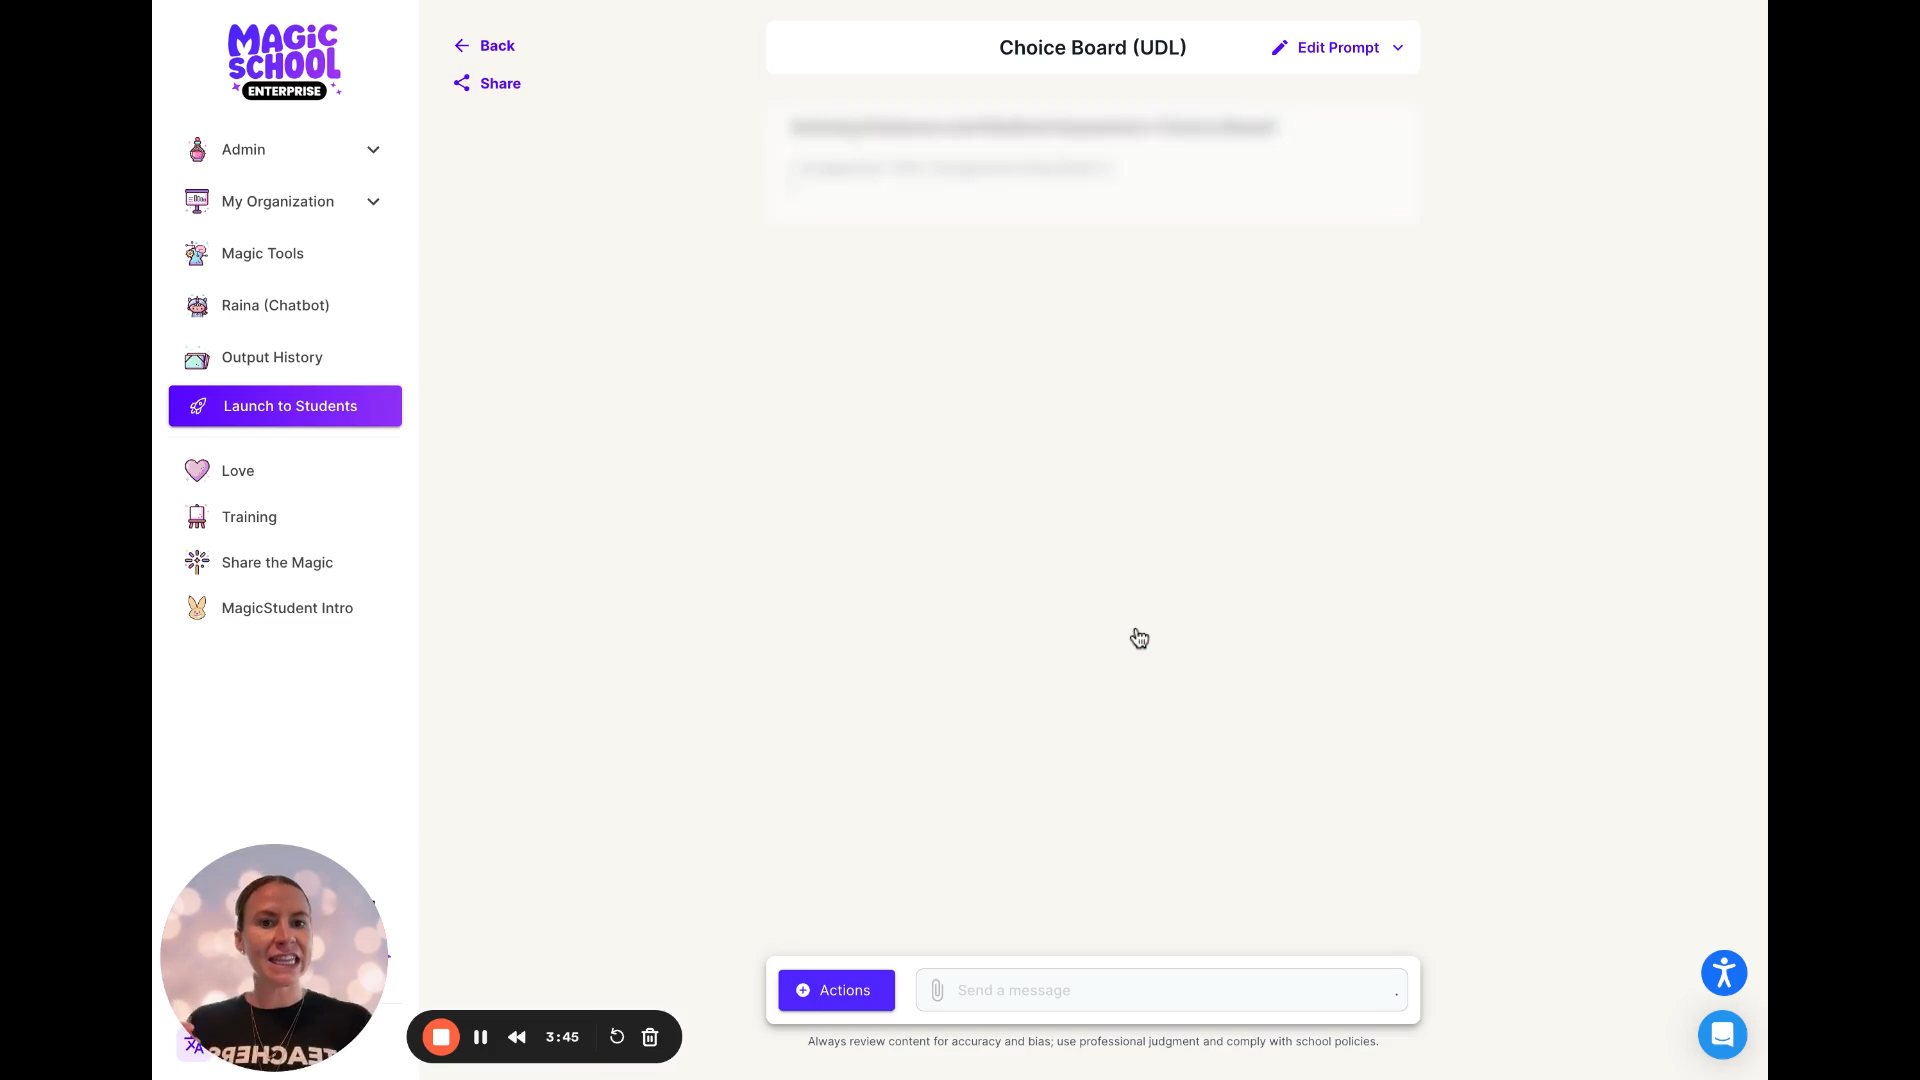 MAGIC
SCHOOL
ENTERPRISE
Admin
My Organization
Magic Tools
Raina (Chatbot)
Output History
Launch to Students
Love
Training
Share the Magic
MagicStudent Intro
Back
Share
Choice Board (UDL)
Edit Prompt
Actions
Send a message
Always review content for accuracy and bias; use professional judgment and comply with school policies.
3:45